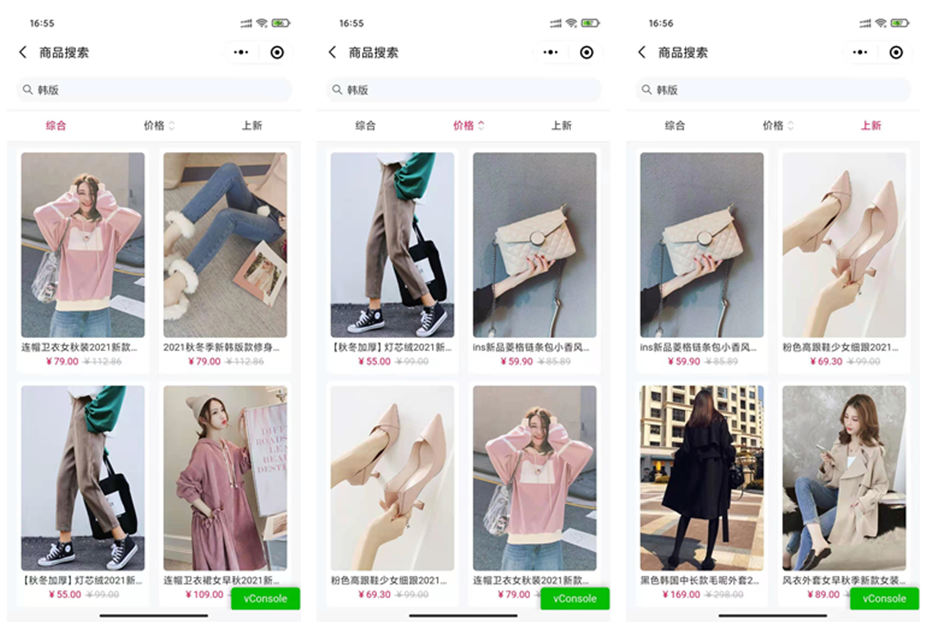 16:55
商品搜索
韩版
综合 价格 上新
连帽卫衣女秋装2021新款...
¥79.00 ¥112.86
2021秋冬季新韩版款修身...
¥79.00 ¥112.86
【秋冬加厚】灯芯绒2021新...
¥55.00 ¥99.00
连帽卫衣裙女早秋2021新...
¥109.00
vConsole
16:55
商品搜索
韩版
综合 价格 上新
【秋冬加厚】灯芯绒2021新...
¥55.00 ¥99.00
ins新品菱格链条包小香风...
¥59.90 ¥85.89
粉色高跟鞋少女细跟2021...
¥69.30 ¥99.00
连帽卫衣女秋装2021新款...
¥79.00
vConsole
16:56
商品搜索
韩版
综合 价格 上新
ins新品菱格链条包小香风...
¥59.90 ¥85.89
粉色高跟鞋少女细跟2021...
¥69.30 ¥99.00
黑色韩国中长款毛呢外套2...
¥169.00 ¥298.00
风衣外套女早秋季新款女装...
¥89.00
vConsole